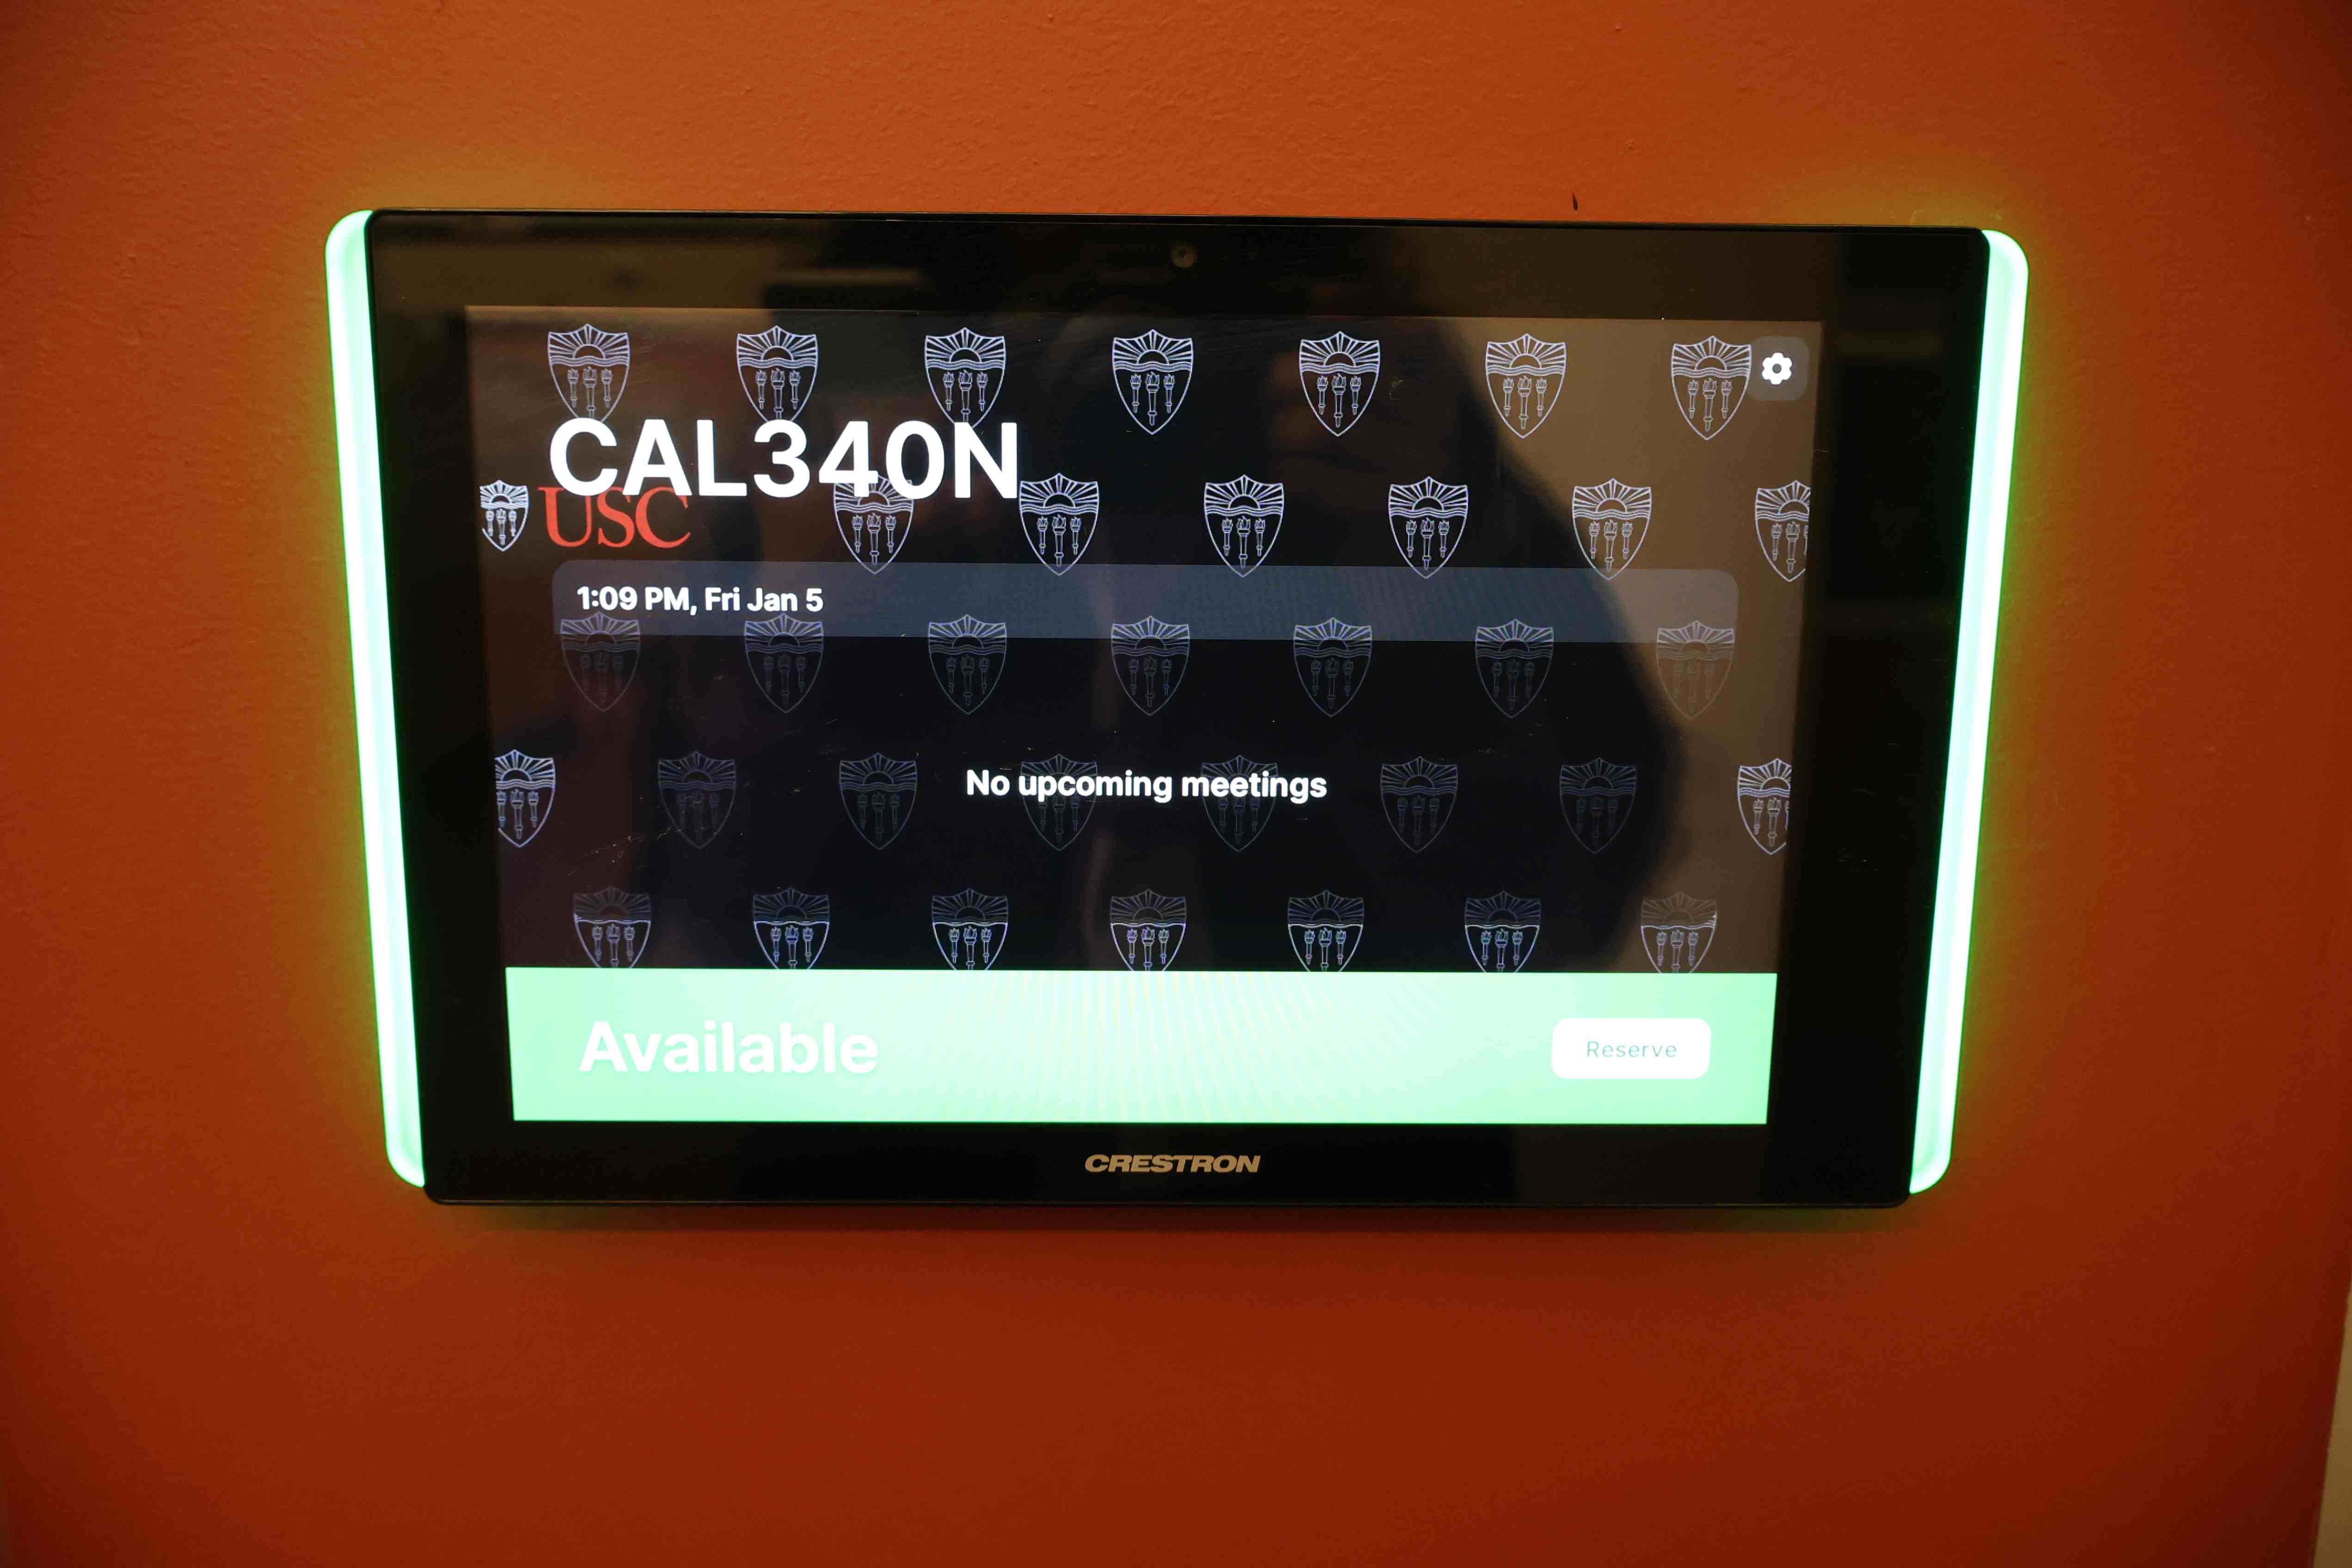 CAL340N
USC
1:09 PM, Fri Jan 5
No upcoming meetings
Available
Reserve
CRESTRON